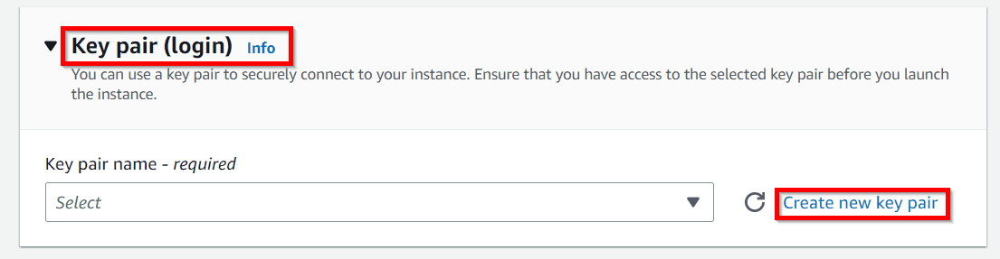 Key pair (login) Info
You can use a key pair to securely connect to your instance. Ensure that you have access to the selected key pair before you launch
the instance.
Key pair name - required
Select
Create new key pair